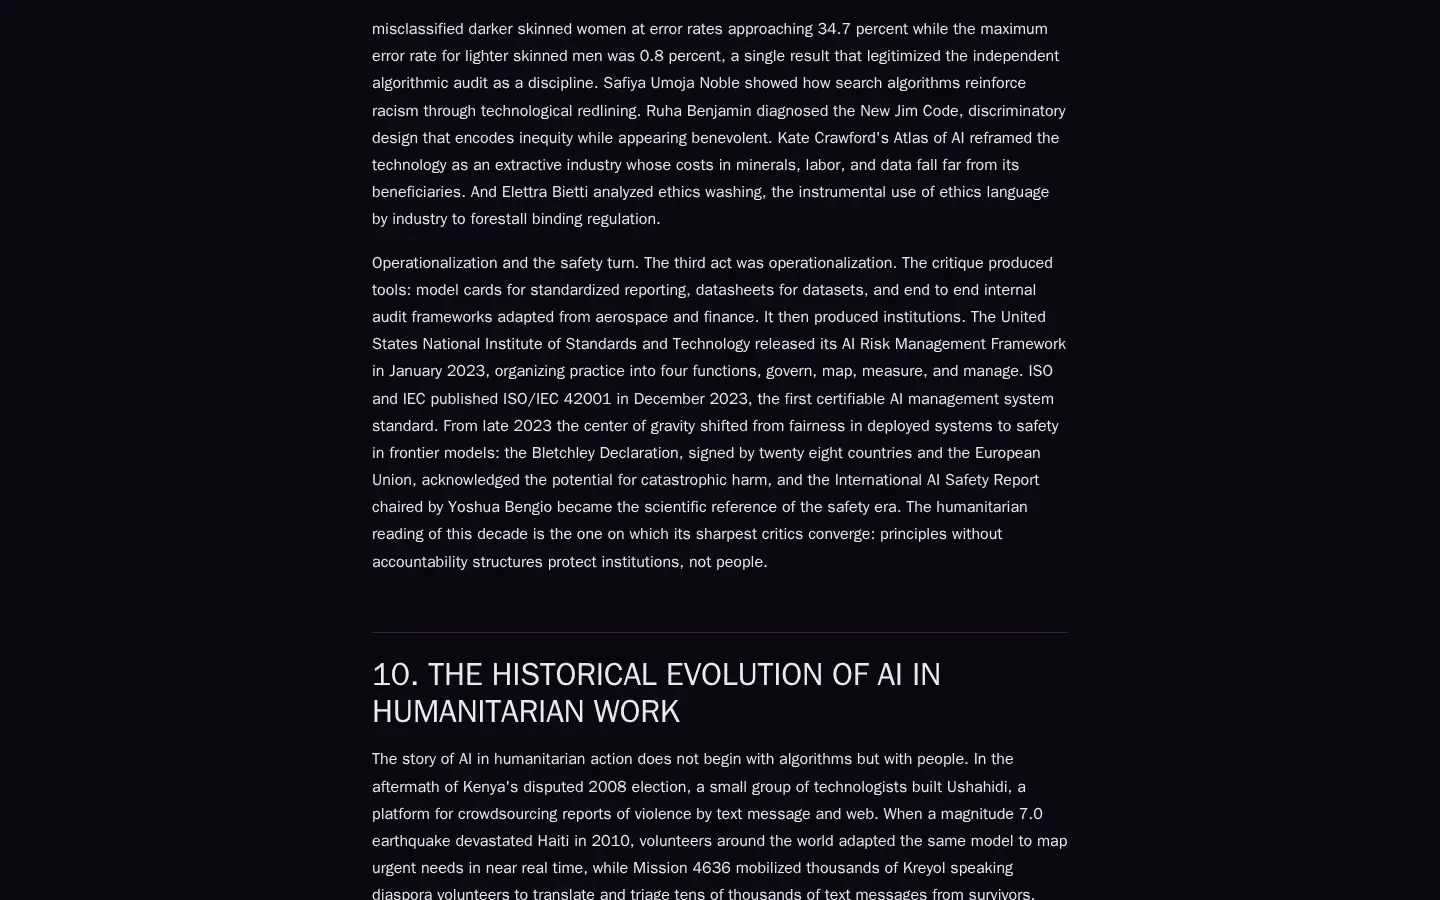 misclassified darker skinned women at error rates approaching 34.7 percent while the maximum
error rate for lighter skinned men was 0.8 percent, a single result that legitimized the independent
algorithmic audit as a discipline. Safiya Umoja Noble showed how search algorithms reinforce
racism through technological redlining. Ruha Benjamin diagnosed the New Jim Code, discriminatory
design that encodes inequity while appearing benevolent. Kate Crawford's Atlas of AI reframed the
technology as an extractive industry whose costs in minerals, labor, and data fall far from its
beneficiaries. And Elettra Bietti analyzed ethics washing, the instrumental use of ethics language
by industry to forestall binding regulation.
Operationalization and the safety turn. The third act was operationalization. The critique produced
tools: model cards for standardized reporting, datasheets for datasets, and end to end internal
audit frameworks adapted from aerospace and finance. It then produced institutions. The United
States National Institute of Standards and Technology released its AI Risk Management Framework
in January 2023, organizing practice into four functions, govern, map, measure, and manage. ISO
and IEC published ISO/IEC 42001 in December 2023, the first certifiable AI management system
standard. From late 2023 the center of gravity shifted from fairness in deployed systems to safety
in frontier models: the Bletchley Declaration, signed by twenty eight countries and the European
Union, acknowledged the potential for catastrophic harm, and the International AI Safety Report
chaired by Yoshua Bengio became the scientific reference of the safety era. The humanitarian
reading of this decade is the one on which its sharpest critics converge: principles without
accountability structures protect institutions, not people.
10. THE HISTORICAL EVOLUTION OF AI IN
HUMANITARIAN WORK
The story of AI in humanitarian action does not begin with algorithms but with people. In the
aftermath of Kenya's disputed 2008 election, a small group of technologists built Ushahidi, a
platform for crowdsourcing reports of violence by text message and web. When a magnitude 7.0
earthquake devastated Haiti in 2010, volunteers around the world adapted the same model to map
urgent needs in near real time, while Mission 4636 mobilized thousands of Kreyol speaking
diaspora volunteers to translate and triage tens of thousands of text messages from survivors.